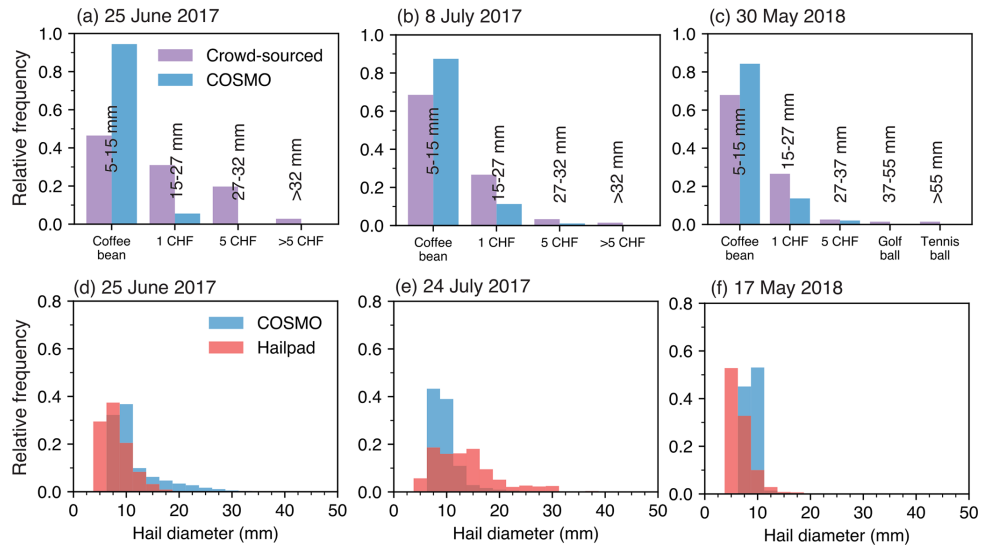 (a) 25 June 2017
(b) 8 July 2017
(c) 30 May 2018
Relative frequency
1.0
0.8
0.6
0.4
0.2
0.0
Crowd-sourced
COSMO
5-15 mm
15-27 mm
27-32 mm
>32 mm
Coffee
bean
1 CHF
5 CHF
>5 CHF
1.0
0.8
0.6
0.4
0.2
0.0
5-15 mm
15-27 mm
27-32 mm
>32 mm
Coffee
bean
1 CHF
5 CHF
>5 CHF
1.0
0.8
0.6
0.4
0.2
0.0
5-15 mm
15-27 mm
27-37 mm
37-55 mm
>55 mm
Coffee
bean
1 CHF
5 CHF
Golf
ball
Tennis
ball
(d) 25 June 2017
(e) 24 July 2017
(f) 17 May 2018
Relative frequency
0.8
0.6
0.4
0.2
0.0
COSMO
Hailpad
0 10 20 30 40 50
Hail diameter (mm)
0.8
0.6
0.4
0.2
0.0
0 10 20 30 40 50
Hail diameter (mm)
0.8
0.6
0.4
0.2
0.0
0 10 20 30 40 50
Hail diameter (mm)